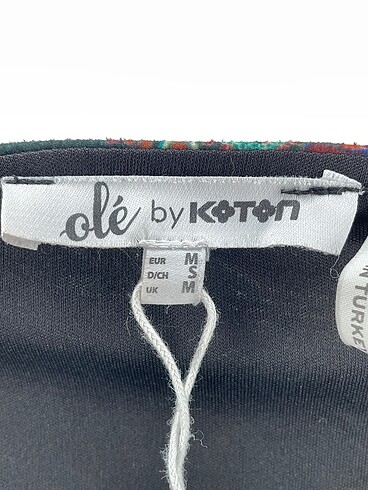 olé by KOTON
EUR M
D/CH S
UK M
TURKE